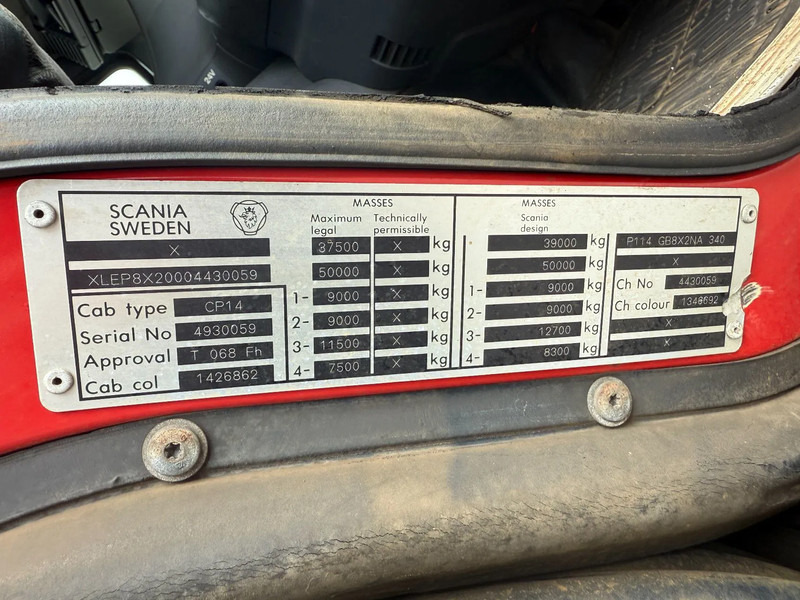 24V
SCANIA
SWEDEN
X
XLEP8X20004430059
Cab type CP14
Serial No 4930059
Approval T 068 Fh
Cab col 1426862
MASSES
Maximum legal Technically permissible
37500 X kg
50000 X kg
1- 9000 X kg
2- 9000 X kg
3- 11500 X kg
4- 7500 X kg
MASSES
Scania design
39000 kg
50000 kg
1- 9000 kg
2- 9000 kg
3- 12700 kg
4- 8300 kg
P114 GB8X2NA 340
X
Ch No 4430059
Ch colour 1346692
X
X